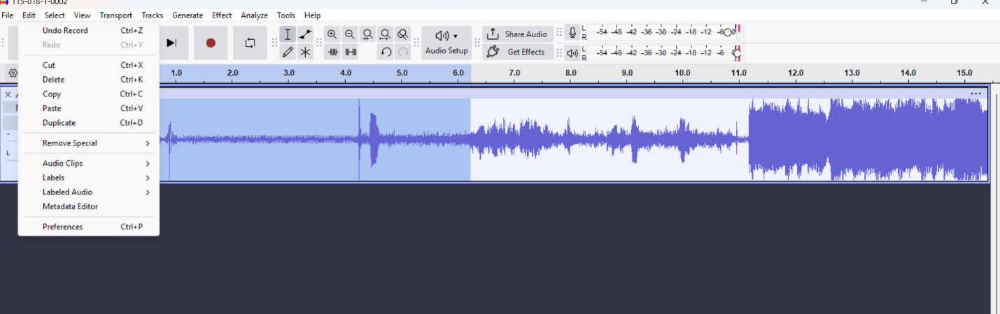 115-018-1-0002
File Edit Select View Transport Tracks Generate Effect Analyze Tools Help
Undo Record Ctrl+Z
Redo Ctrl+Y
Cut Ctrl+X
Delete Ctrl+K
Copy Ctrl+C
Paste Ctrl+V
Duplicate Ctrl+D
Remove Special
Audio Clips
Labels
Labeled Audio
Metadata Editor
Preferences Ctrl+P
Audio Setup
Share Audio
Get Effects
L
R
-54 -48 -42 -36 -30 -24 -18 -12 -6 0
L
R
-54 -48 -42 -36 -30 -24 -18 -12 -6
1.0 2.0 3.0 4.0 5.0 6.0 7.0 8.0 9.0 10.0 11.0 12.0 13.0 14.0 15.0
L